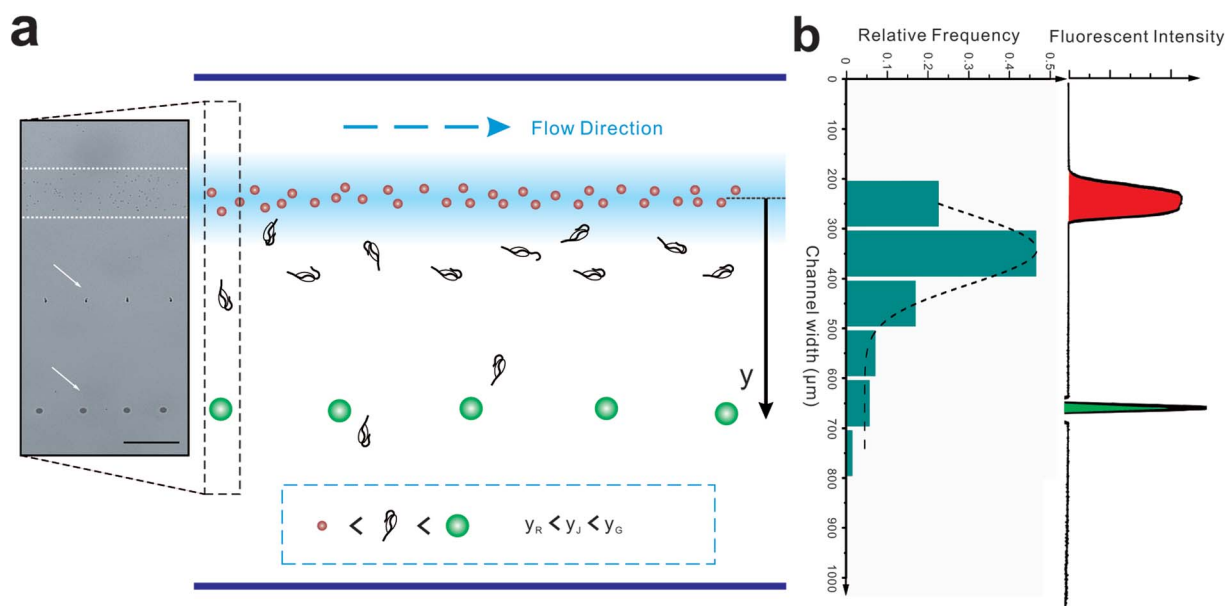 a
Flow Direction
y
< < y_R < y_J < y_G
b
Relative Frequency
Fluorescent Intensity
0 0.1 0.2 0.3 0.4 0.5
Channel width (μm)
0
100
200
300
400
500
600
700
800
900
1000